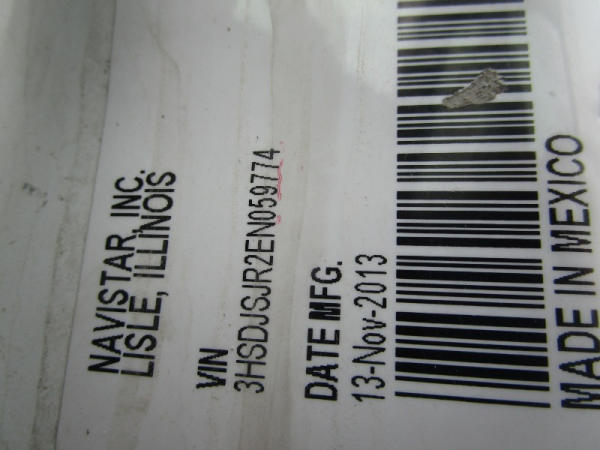 NAVISTAR, INC.
LISLE, ILLINOIS
VIN
3HSDJSJR2EN059774
DATE MFG.
13-Nov-2013
MADE IN MEXICO